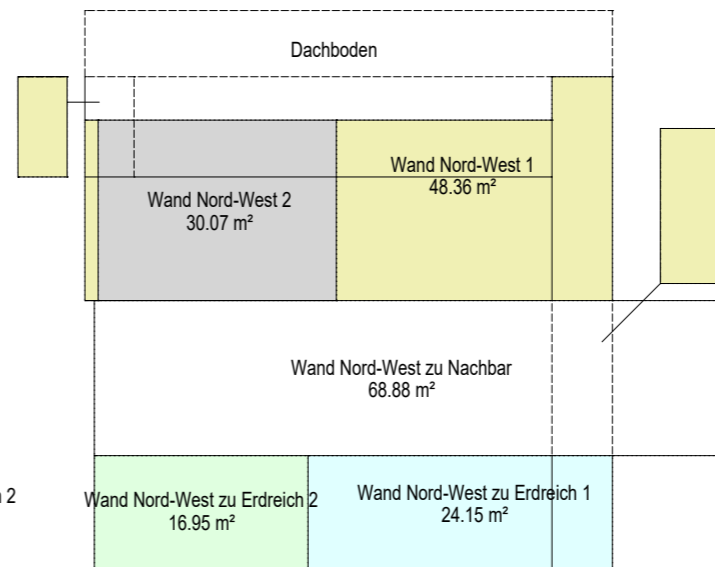 Dachboden
Wand Nord-West 1
48.36 m²
Wand Nord-West 2
30.07 m²
Wand Nord-West zu Nachbar
68.88 m²
2
Wand Nord-West zu Erdreich 2
16.95 m²
Wand Nord-West zu Erdreich 1
24.15 m²